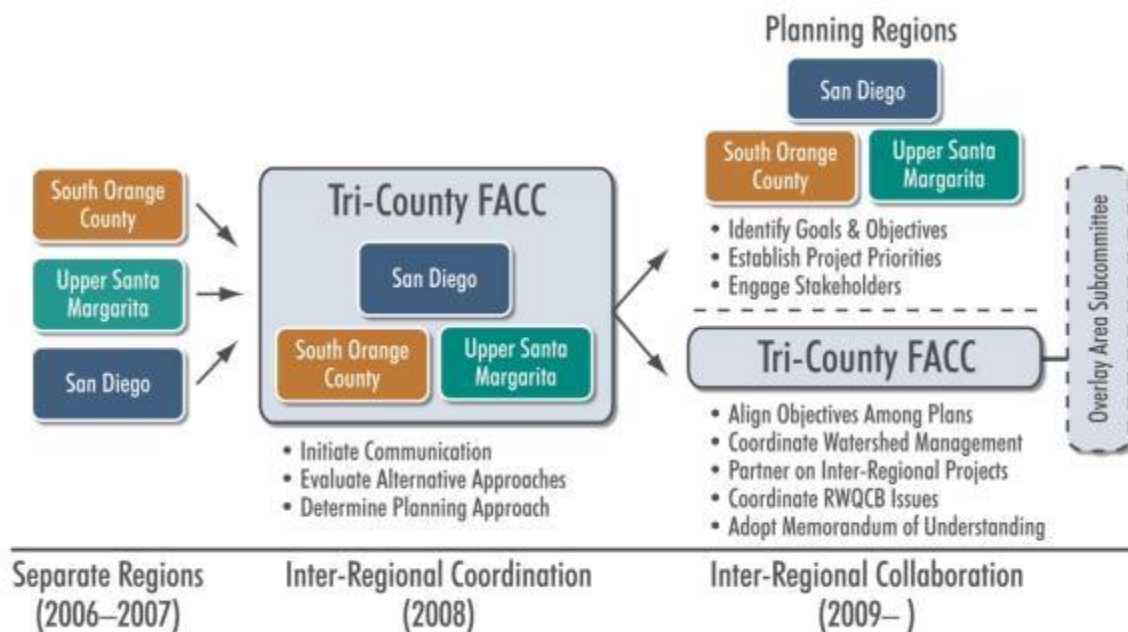 South Orange
County
Upper Santa
Margarita
San Diego
Tri-County FACC
San Diego
South Orange
County
Upper Santa
Margarita
• Initiate Communication
• Evaluate Alternative Approaches
• Determine Planning Approach
Planning Regions
San Diego
South Orange
County
Upper Santa
Margarita
• Identify Goals & Objectives
• Establish Project Priorities
• Engage Stakeholders
Tri-County FACC
• Align Objectives Among Plans
• Coordinate Watershed Management
• Partner on Inter-Regional Projects
• Coordinate RWQCB Issues
• Adopt Memorandum of Understanding
Overlay Area Subcommittee
Separate Regions
(2006–2007)
Inter-Regional Coordination
(2008)
Inter-Regional Collaboration
(2009– )